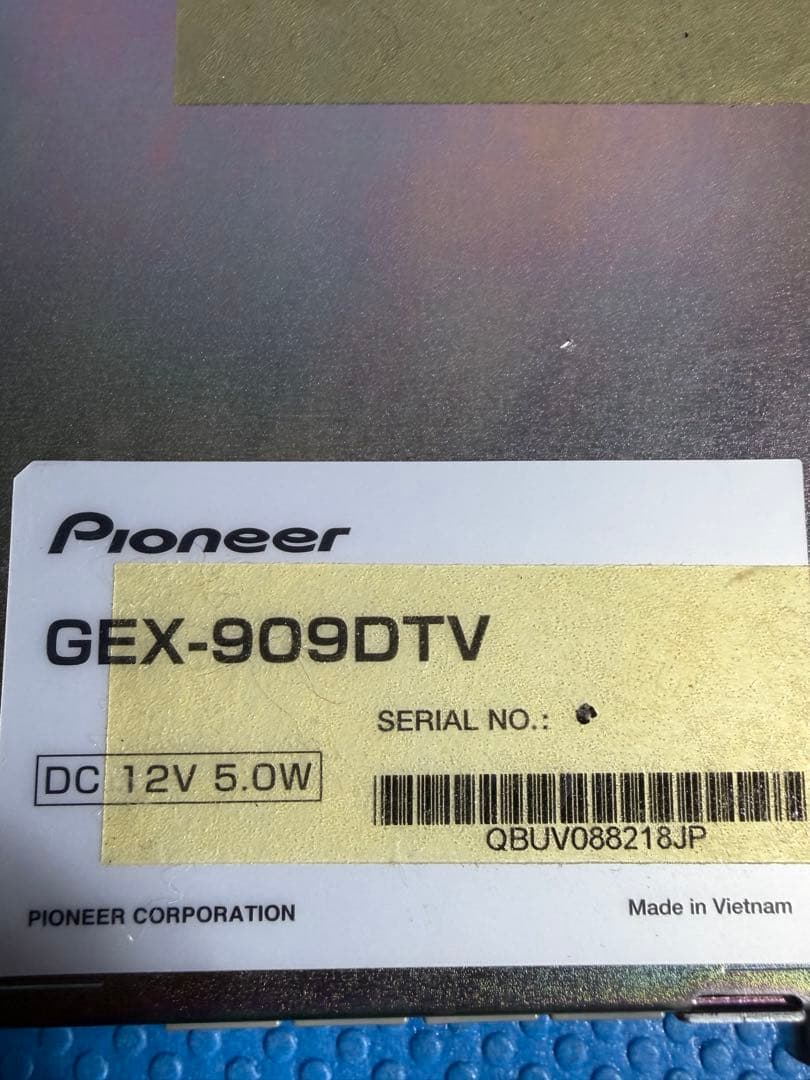 Pioneer
GEX-909DTV
SERIAL NO.:
DC 12V 5.0W
QBUV088218JP
PIONEER CORPORATION
Made in Vietnam